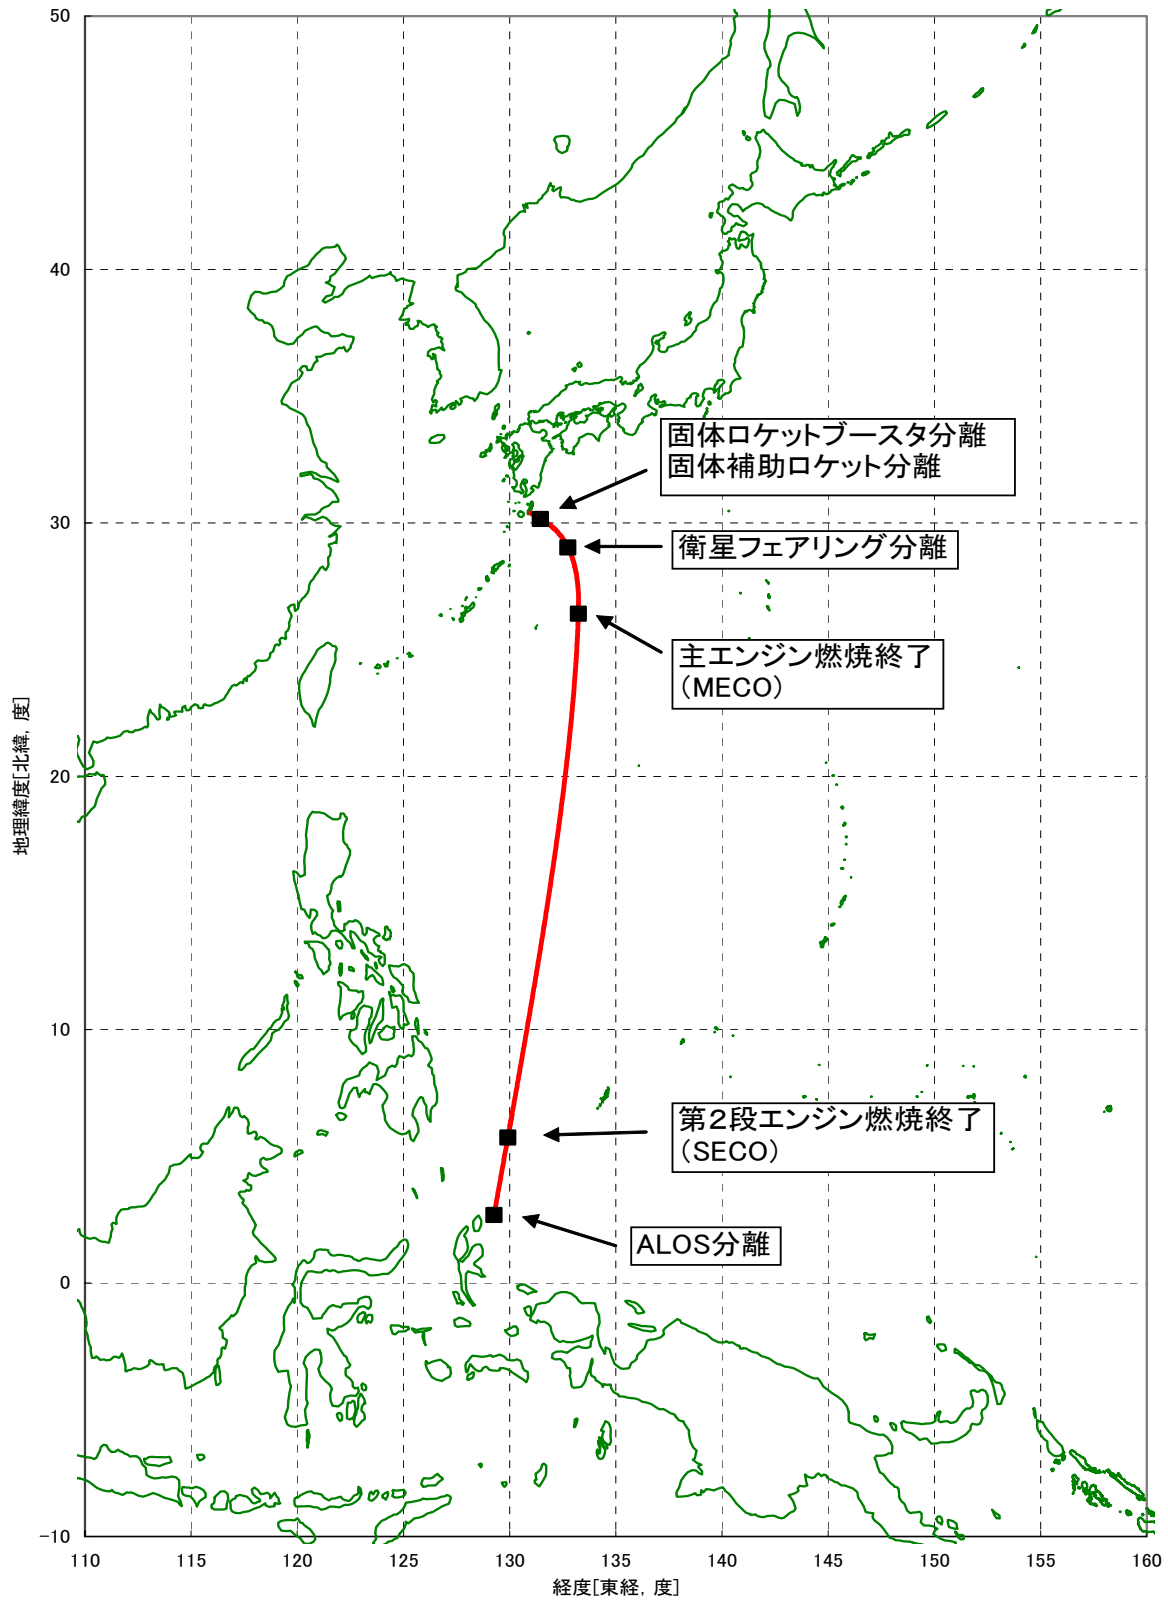 50
40
30
20
10
0
-10
地理緯度[北緯, 度]
固体ロケットブースタ分離
固体補助ロケット分離
衛星フェアリング分離
主エンジン燃焼終了
(MECO)
第2段エンジン燃焼終了
(SECO)
ALOS分離
110 115 120 125 130 135 140 145 150 155 160
経度[東経, 度]